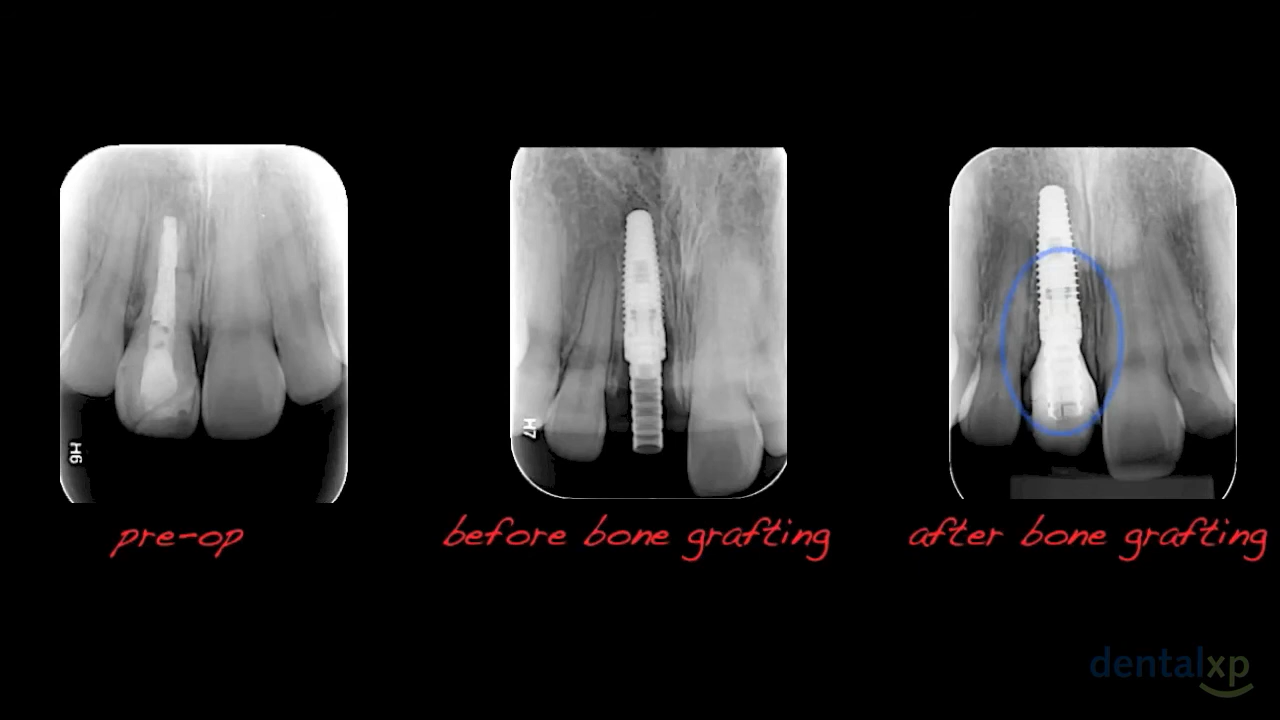 H6
H7
pre-op
before bone grafting
after bone grafting
dentalxp